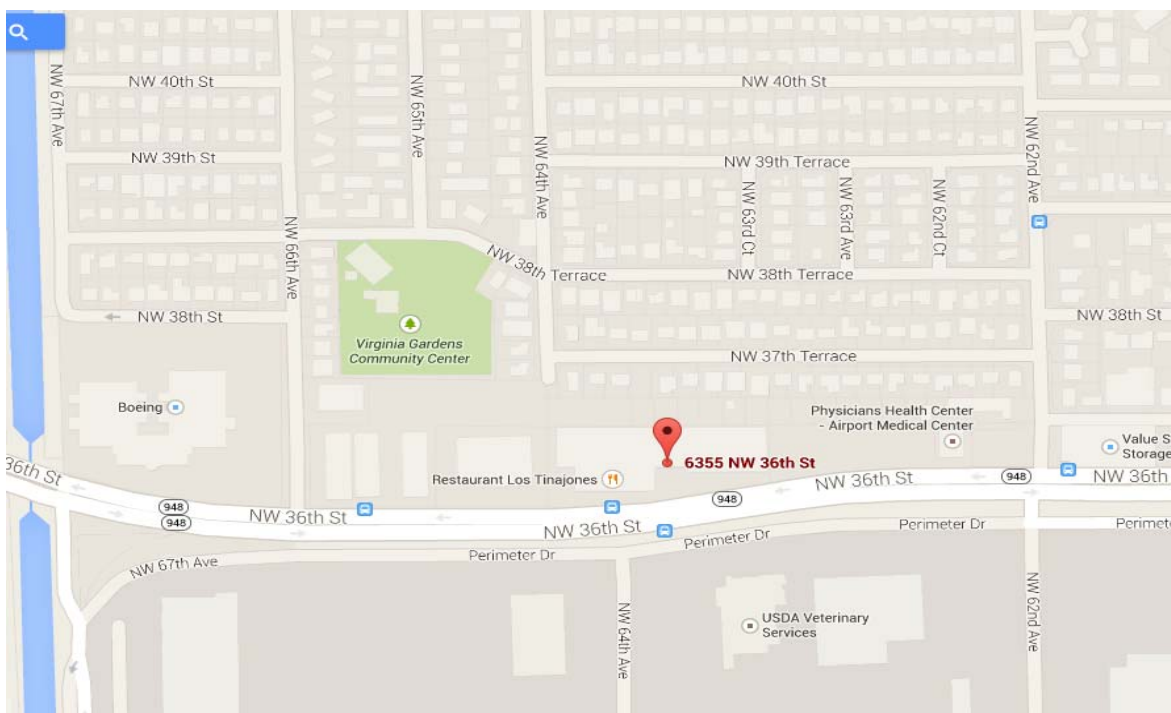 NW 40th St
NW 40th St
NW 67th Ave
NW 65th Ave
NW 64th Ave
NW 62nd Ave
NW 39th St
NW 39th Terrace
NW 63rd Ct
NW 63rd Ave
NW 62nd Ct
NW 66th Ave
NW 38th Terrace
NW 38th Terrace
NW 38th St
NW 38th St
Virginia Gardens
Community Center
NW 37th Terrace
Boeing
Physicians Health Center
- Airport Medical Center
Value S
Storage
6355 NW 36th St
36th St
Restaurant Los Tinajones
NW 36th St
948
NW 36th
948
948
948
NW 36th St
NW 36th St
Perimeter Dr
Perimet
Perimeter Dr
Perimeter Dr
NW 67th Ave
NW 64th Ave
NW 62nd Ave
USDA Veterinary
Services